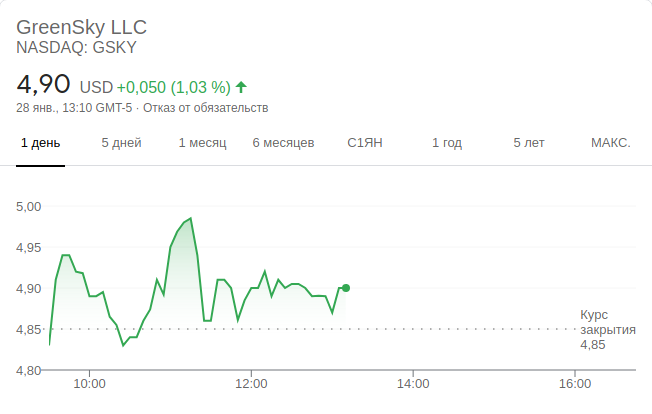 GreenSky LLC
NASDAQ: GSKY
4,90 USD +0,050 (1,03 %)
28 янв., 13:10 GMT-5 · Отказ от обязательств
1 день 5 дней 1 месяц 6 месяцев С1ЯН 1 год 5 лет МАКС.
5,00
4,95
4,90
4,85
4,80
Курс
закрытия
4,85
10:00 12:00 14:00 16:00